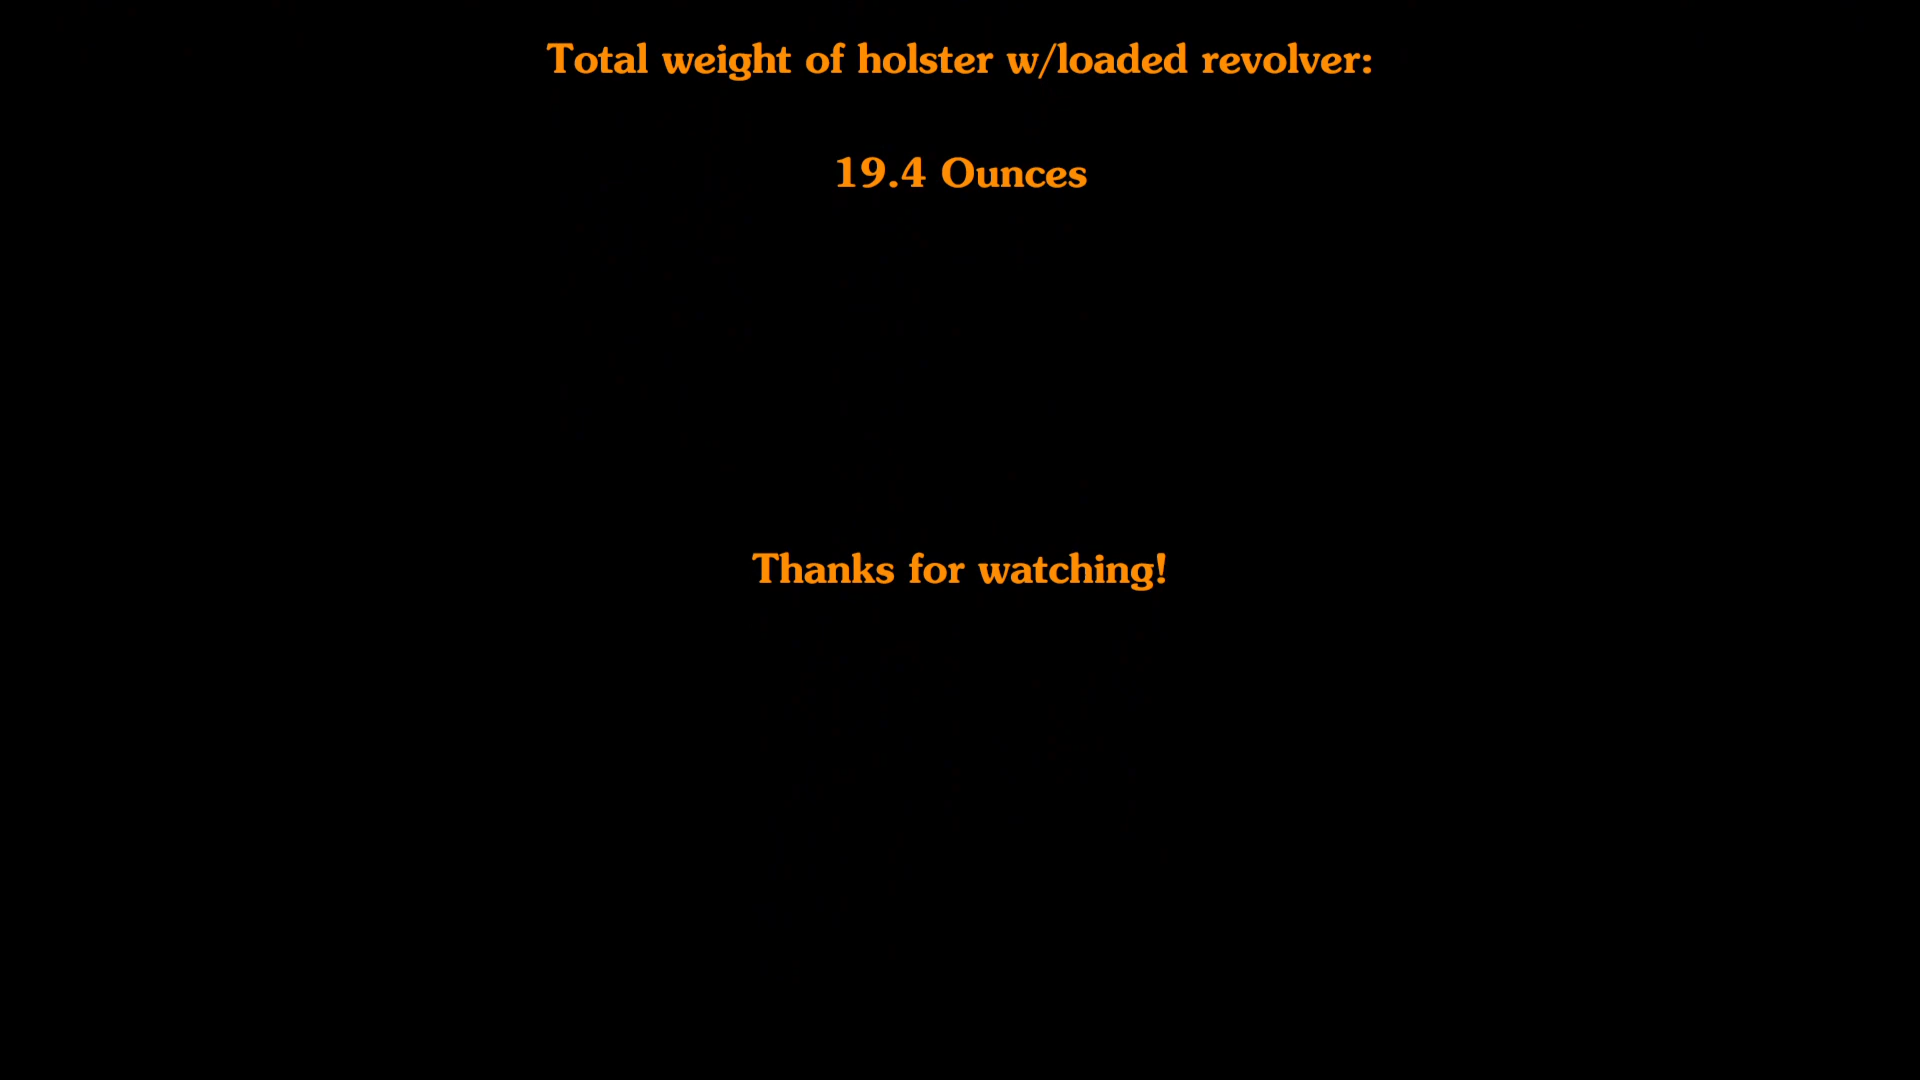 Total weight of holster w/loaded revolver:
19.4 Ounces
Thanks for watching!